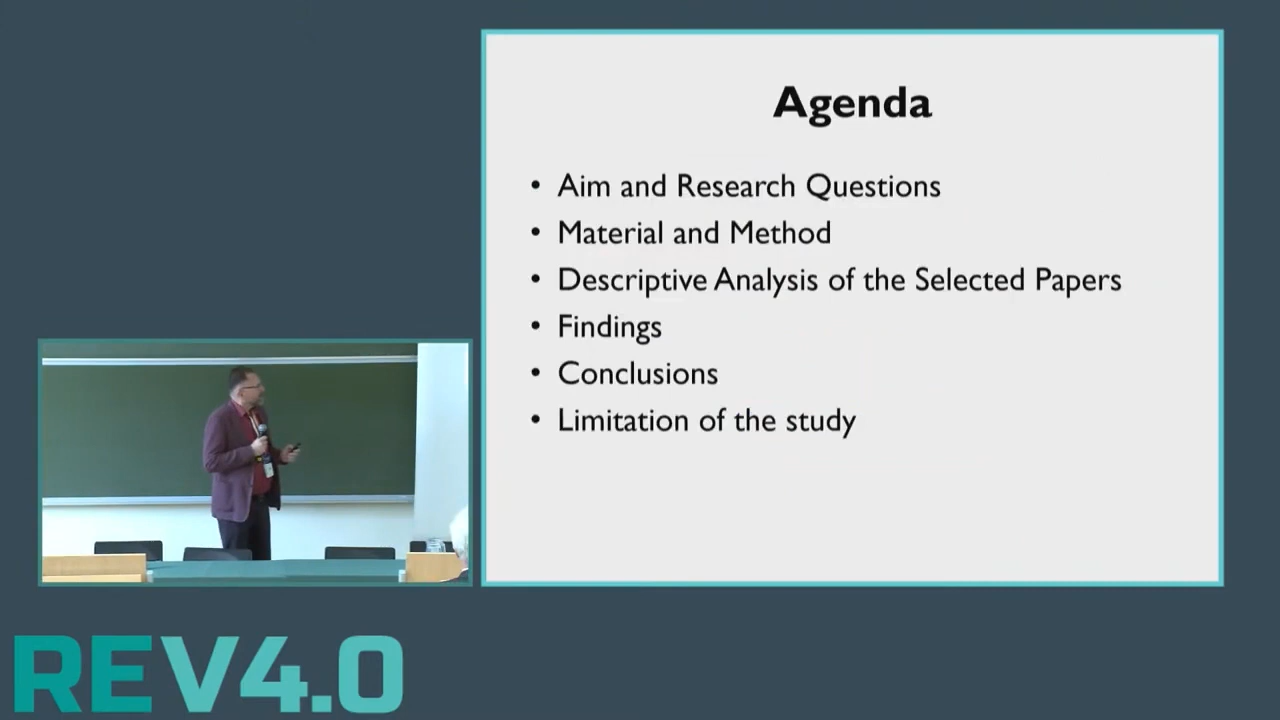 Agenda
• Aim and Research Questions
• Material and Method
• Descriptive Analysis of the Selected Papers
• Findings
• Conclusions
• Limitation of the study
REV4.0